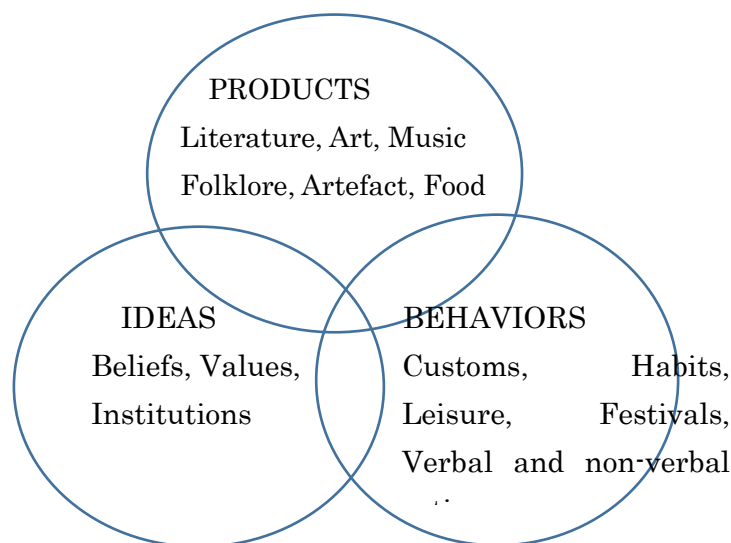 PRODUCTS
Literature, Art, Music
Folklore, Artefact, Food
IDEAS
Beliefs, Values,
Institutions
BEHAVIORS
Customs, Habits,
Leisure, Festivals,
Verbal and non-verbal